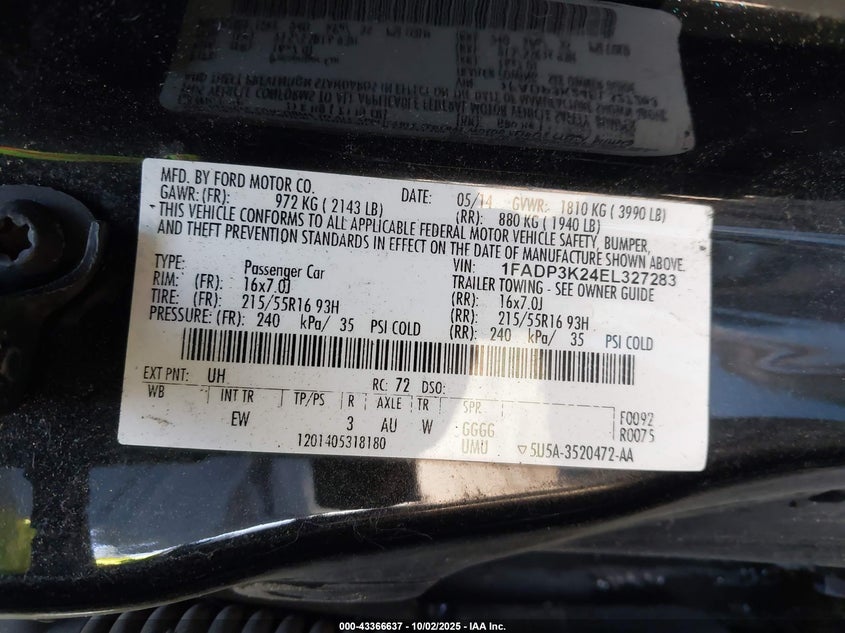 MFD. BY FORD MOTOR CO. DATE: 05/14 GVWR: 1810 KG ( 3990 LB)
GAWR: (FR): 972 KG ( 2143 LB) (RR): 880 KG ( 1940 LB)
THIS VEHICLE CONFORMS TO ALL APPLICABLE FEDERAL MOTOR VEHICLE SAFETY, BUMPER,
AND THEFT PREVENTION STANDARDS IN EFFECT ON THE DATE OF MANUFACTURE SHOWN ABOVE.
VIN: 1FADP3K24EL327283
TYPE: Passenger Car TRAILER TOWING - SEE OWNER GUIDE
RIM: (FR): 16x7.0J (RR): 16x7.0J
TIRE: (FR): 215/55R16 93H (RR): 215/55R16 93H
PRESSURE: (FR): 240 kPa/ 35 PSI COLD (RR): 240 kPa/ 35 PSI COLD
EXT PNT: UH RC: 72 DSO:
WB INT TR TP/PS R AXLE TR SPR
EW 3 AU W GGGG F0092
1201405318180 UMU R0075
▽5U5A-3520472-AA
000-43366637 - 10/02/2025 - IAA Inc.